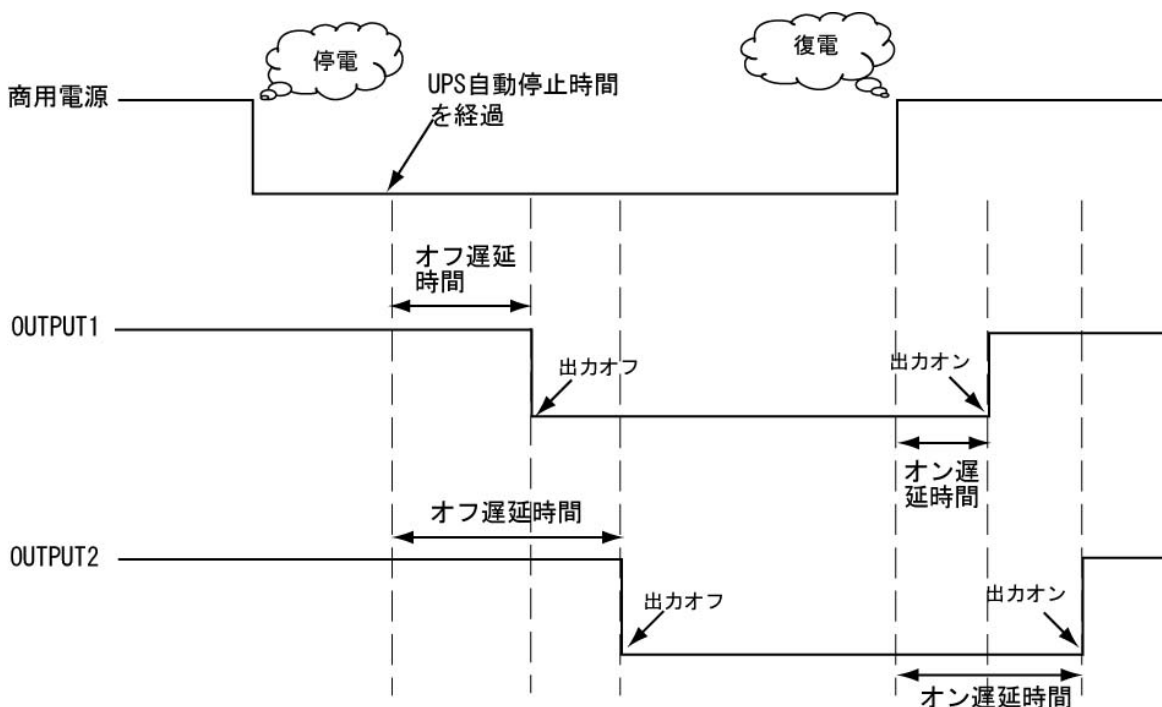 停電
復電
商用電源
UPS自動停止時間
を経過
オフ遅延
時間
OUTPUT1
出力オフ
出力オン
オン遅
延時間
オフ遅延時間
OUTPUT2
出力オフ
出力オン
オン遅延時間